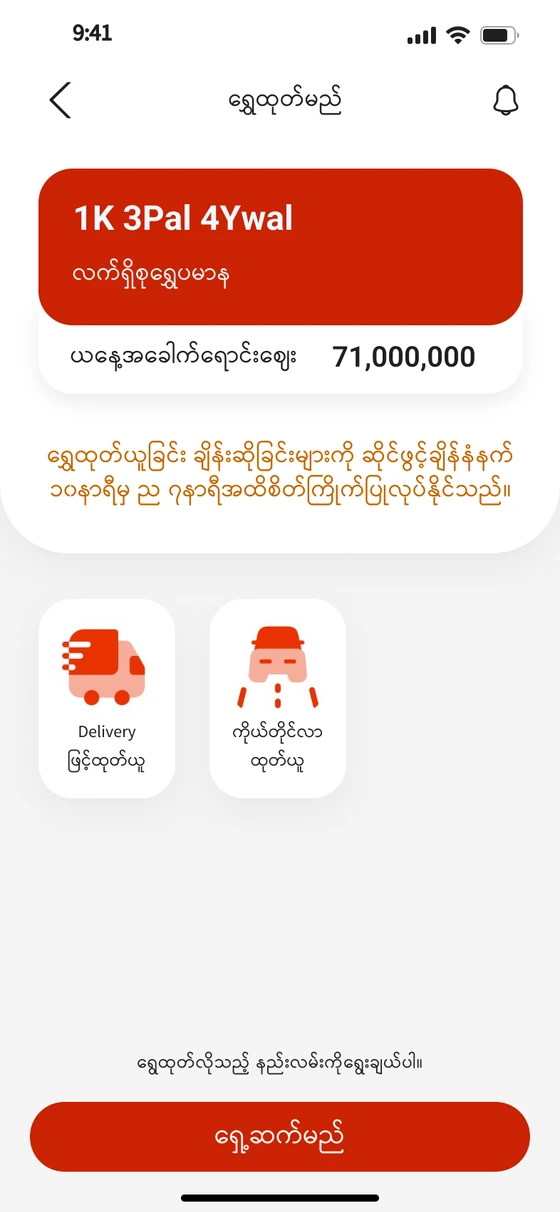 9:41
ရွှေထုတ်မည်
1K 3Pal 4Ywal
လက်ရှိစုရွှေပမာန
ယနေ့အခေါက်ရောင်းစျေး 71,000,000
ရွှေထုတ်ယူခြင်း ချိန်းဆိုခြင်းများကို ဆိုင်ဖွင့်ချိန်နံနက်
၁၀နာရီမှ ည ၇နာရီအထိစိတ်ကြိုက်ပြုလုပ်နိုင်သည်။
Delivery
ဖြင့်ထုတ်ယူ
ကိုယ်တိုင်လာ
ထုတ်ယူ
ရွှေထုတ်လိုသည့် နည်းလမ်းကိုရွေးချယ်ပါ။
ရှေ့ဆက်မည်